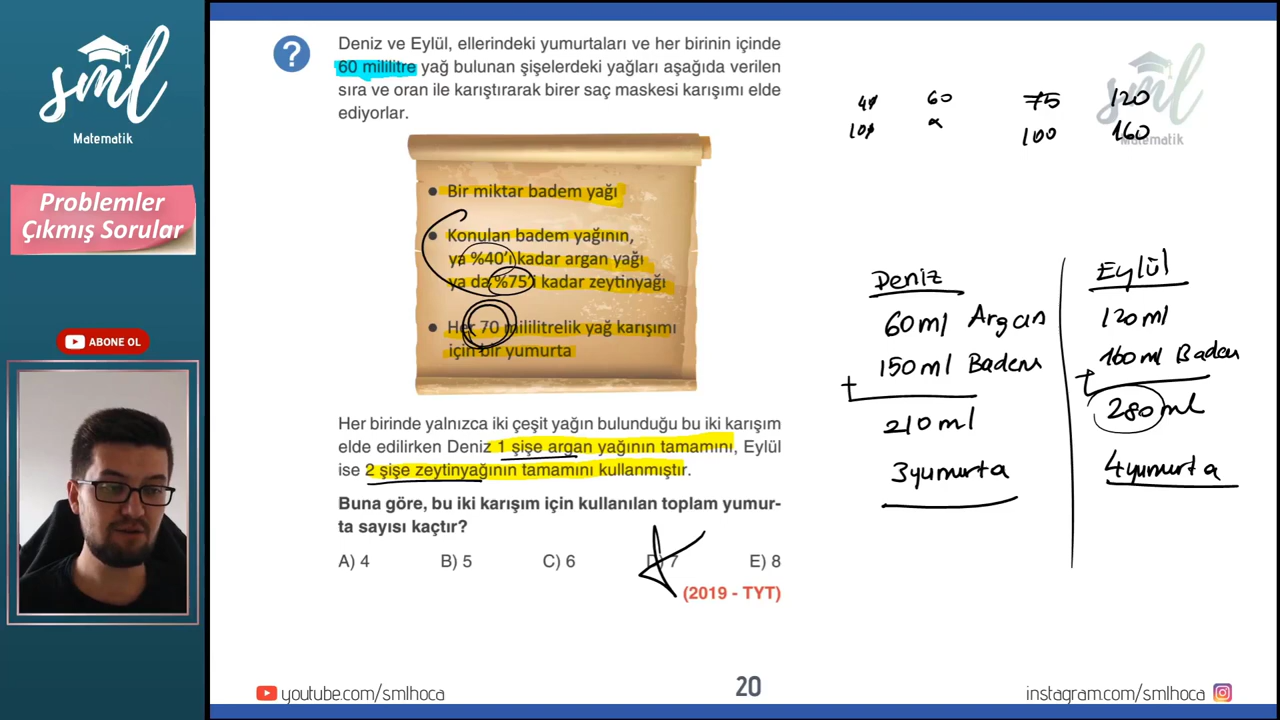 sml
Matematik
Problemler
Çıkmış Sorular
ABONE OL
?
Deniz ve Eylül, ellerindeki yumurtaları ve her birinin içinde
60 mililitre yağ bulunan şişelerdeki yağları aşağıda verilen
sıra ve oran ile karıştırarak birer saç maskesi karışımı elde
ediyorlar.
• Bir miktar badem yağı
• Konulan badem yağının,
ya %40'ı kadar argan yağı
ya da %75'i kadar zeytinyağı
• Her 70 mililitrelik yağ karışımı
için bir yumurta
Her birinde yalnızca iki çeşit yağın bulunduğu bu iki karışım
elde edilirken Deniz 1 şişe argan yağının tamamını, Eylül
ise 2 şişe zeytinyağının tamamını kullanmıştır.
Buna göre, bu iki karışım için kullanılan toplam yumur-
ta sayısı kaçtır?
A) 4 B) 5 C) 6 D) 7 E) 8
(2019 - TYT)
40 60 75 120
100 100 160
sml
Matematik
Deniz
60ml Argan
150ml Badem
+
210ml
3yumurta
Eylül
120ml
160ml Badem
+
280ml
4yumurta
youtube.com/smlhoca
20
instagram.com/smlhoca